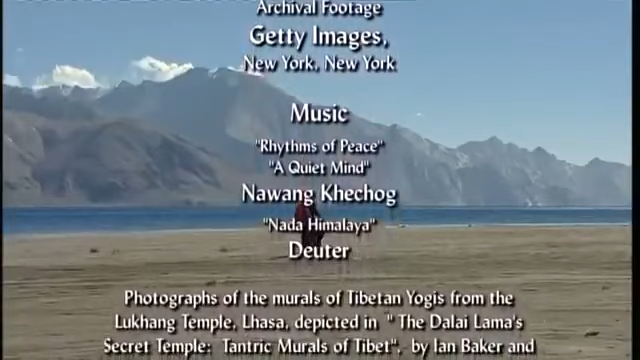 Archival Footage
Getty Images,
New York, New York
Music
"Rhythms of Peace"
"A Quiet Mind"
Nawang Khechog
"Nada Himalaya"
Deuter
Photographs of the murals of Tibetan Yogis from the
Lukhang Temple, Lhasa, depicted in " The Dalai Lama's
Secret Temple: Tantric Murals of Tibet", by Ian Baker and